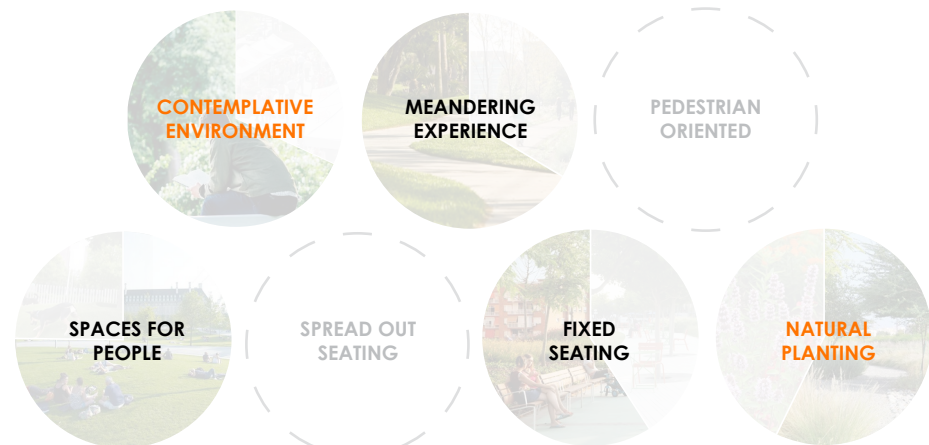 CONTEMPLATIVE
ENVIRONMENT
MEANDERING
EXPERIENCE
PEDESTRIAN
ORIENTED
SPACES FOR
PEOPLE
SPREAD OUT
SEATING
FIXED
SEATING
NATURAL
PLANTING